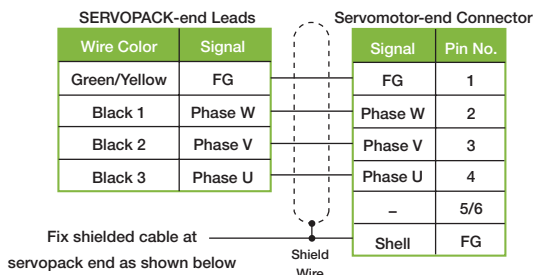 SERVOPACK-end Leads
Servomotor-end Connector
Wire Color Signal
Signal Pin No.
Green/Yellow FG
FG 1
Black 1 Phase W
Phase W 2
Black 2 Phase V
Phase V 3
Black 3 Phase U
Phase U 4
– 5/6
Shell FG
Fix shielded cable at
servopack end as shown below
Shield
Wire